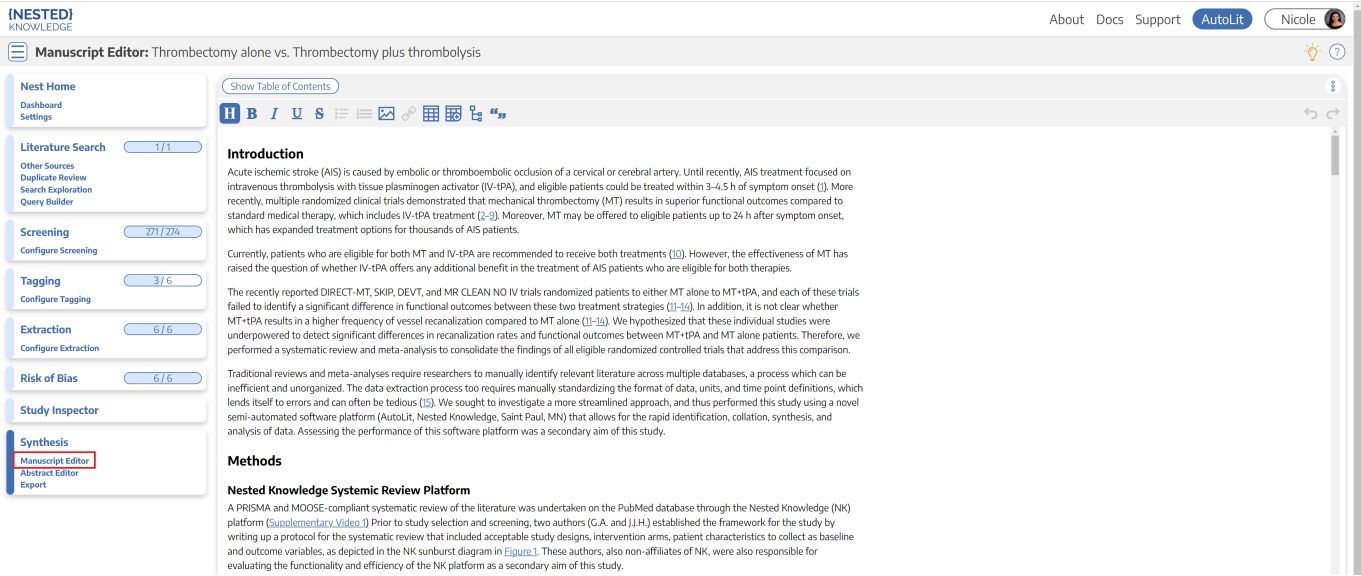 {NESTED}
KNOWLEDGE
About Docs Support AutoLit Nicole
Manuscript Editor: Thrombectomy alone vs. Thrombectomy plus thrombolysis
?
Nest Home
Dashboard
Settings
Literature Search 1 / 1
Other Sources
Duplicate Review
Search Exploration
Query Builder
Screening 271 / 274
Configure Screening
Tagging 3 / 6
Configure Tagging
Extraction 6 / 6
Configure Extraction
Risk of Bias 6 / 6
Study Inspector
Synthesis
Manuscript Editor
Abstract Editor
Export
Show Table of Contents
H B I U S
Introduction
Acute ischemic stroke (AIS) is caused by embolic or thromboembolic occlusion of a cervical or cerebral artery. Until recently, AIS treatment focused on
intravenous thrombolysis with tissue plasminogen activator (IV-tPA), and eligible patients could be treated within 3–4.5 h of symptom onset (1). More
recently, multiple randomized clinical trials demonstrated that mechanical thrombectomy (MT) results in superior functional outcomes compared to
standard medical therapy, which includes IV-tPA treatment (2–9). Moreover, MT may be offered to eligible patients up to 24 h after symptom onset,
which has expanded treatment options for thousands of AIS patients.
Currently, patients who are eligible for both MT and IV-tPA are recommended to receive both treatments (10). However, the effectiveness of MT has
raised the question of whether IV-tPA offers any additional benefit in the treatment of AIS patients who are eligible for both therapies.
The recently reported DIRECT-MT, SKIP, DEVT, and MR CLEAN NO IV trials randomized patients to either MT alone to MT+tPA, and each of these trials
failed to identify a significant difference in functional outcomes between these two treatment strategies (11–14). In addition, it is not clear whether
MT+tPA results in a higher frequency of vessel recanalization compared to MT alone (11–14). We hypothesized that these individual studies were
underpowered to detect significant differences in recanalization rates and functional outcomes between MT+tPA and MT alone patients. Therefore, we
performed a systematic review and meta-analysis to consolidate the findings of all eligible randomized controlled trials that address this comparison.
Traditional reviews and meta-analyses require researchers to manually identify relevant literature across multiple databases, a process which can be
inefficient and unorganized. The data extraction process too requires manually standardizing the format of data, units, and time point definitions, which
lends itself to errors and can often be tedious (15). We sought to investigate a more streamlined approach, and thus performed this study using a novel
semi-automated software platform (AutoLit, Nested Knowledge, Saint Paul, MN) that allows for the rapid identification, collation, synthesis, and
analysis of data. Assessing the performance of this software platform was a secondary aim of this study.
Methods
Nested Knowledge Systemic Review Platform
A PRISMA and MOOSE-compliant systematic review of the literature was undertaken on the PubMed database through the Nested Knowledge (NK)
platform (Supplementary Video 1) Prior to study selection and screening, two authors (G.A. and J.J.H.) established the framework for the study by
writing up a protocol for the systematic review that included acceptable study designs, intervention arms, patient characteristics to collect as baseline
and outcome variables, as depicted in the NK sunburst diagram in Figure 1. These authors, also non-affiliates of NK, were also responsible for
evaluating the functionality and efficiency of the NK platform as a secondary aim of this study.